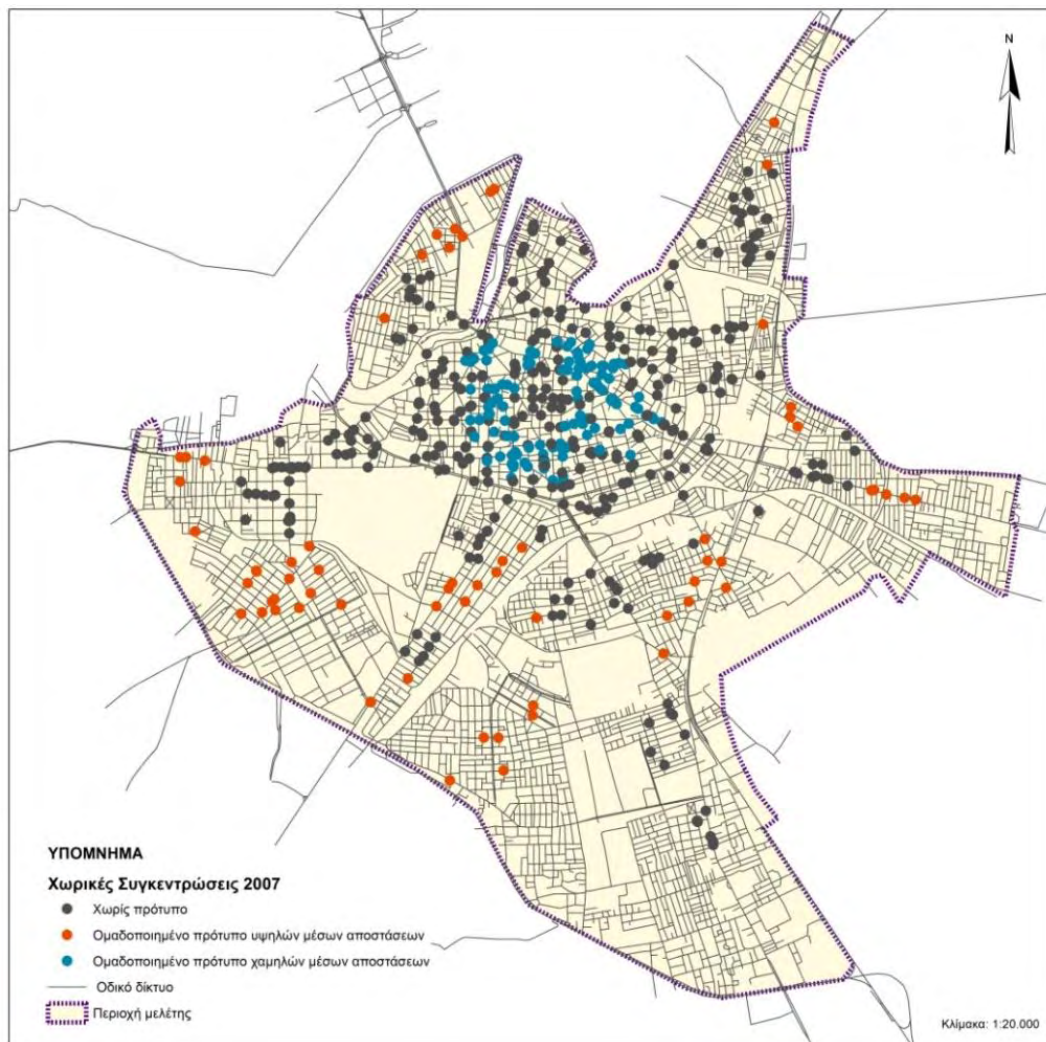 N
ΥΠΟΜΝΗΜΑ
Χωρικές Συγκεντρώσεις 2007
Χωρίς πρότυπο
Ομαδοποιημένο πρότυπο υψηλών μέσων αποστάσεων
Ομαδοποιημένο πρότυπο χαμηλών μέσων αποστάσεων
Οδικό δίκτυο
Περιοχή μελέτης
Κλίμακα: 1:20.000